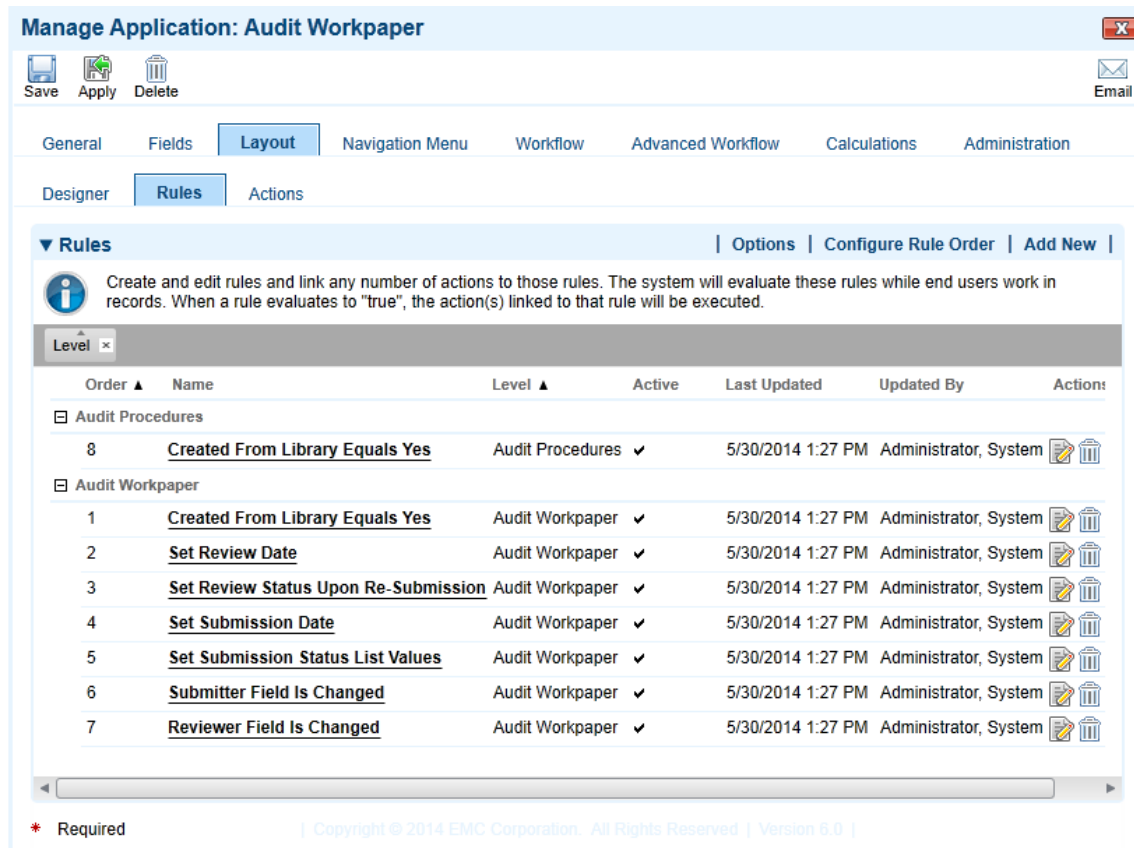 Manage Application: Audit Workpaper
X
Save Apply Delete Email
General Fields Layout Navigation Menu Workflow Advanced Workflow Calculations Administration
Designer Rules Actions
▼ Rules | Options | Configure Rule Order | Add New |
Create and edit rules and link any number of actions to those rules. The system will evaluate these rules while end users work in
records. When a rule evaluates to "true", the action(s) linked to that rule will be executed.
Level ×
Order ▲ Name Level ▲ Active Last Updated Updated By Actions
Audit Procedures
8 Created From Library Equals Yes Audit Procedures ✔ 5/30/2014 1:27 PM Administrator, System
Audit Workpaper
1 Created From Library Equals Yes Audit Workpaper ✔ 5/30/2014 1:27 PM Administrator, System
2 Set Review Date Audit Workpaper ✔ 5/30/2014 1:27 PM Administrator, System
3 Set Review Status Upon Re-Submission Audit Workpaper ✔ 5/30/2014 1:27 PM Administrator, System
4 Set Submission Date Audit Workpaper ✔ 5/30/2014 1:27 PM Administrator, System
5 Set Submission Status List Values Audit Workpaper ✔ 5/30/2014 1:27 PM Administrator, System
6 Submitter Field Is Changed Audit Workpaper ✔ 5/30/2014 1:27 PM Administrator, System
7 Reviewer Field Is Changed Audit Workpaper ✔ 5/30/2014 1:27 PM Administrator, System
* Required | Copyright © 2014 EMC Corporation. All Rights Reserved | Version 6.0 |